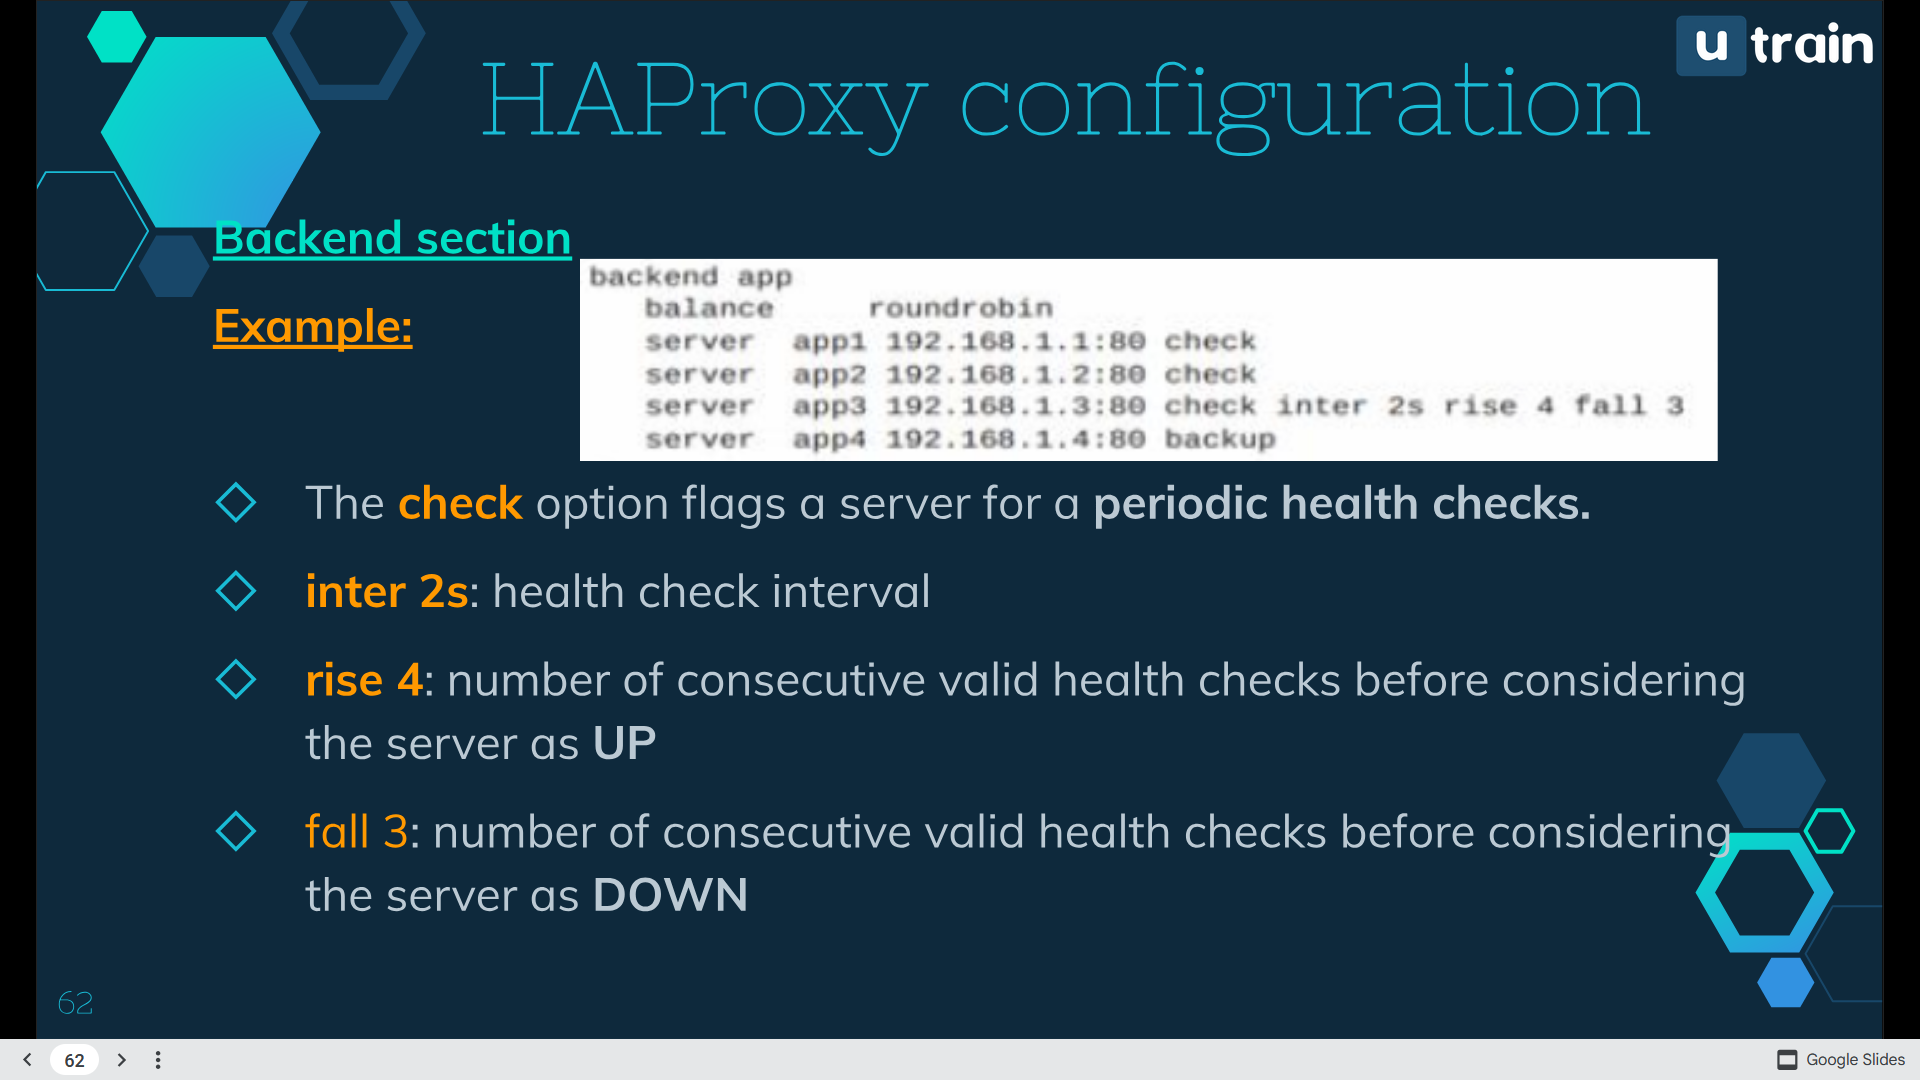 u train
HAProxy configuration
Backend section
Example:
backend app
balance roundrobin
server app1 192.168.1.1:80 check
server app2 192.168.1.2:80 check
server app3 192.168.1.3:80 check inter 2s rise 4 fall 3
server app4 192.168.1.4:80 backup
The check option flags a server for a periodic health checks.
inter 2s: health check interval
rise 4: number of consecutive valid health checks before considering
the server as UP
fall 3: number of consecutive valid health checks before considering
the server as DOWN
62
62
Google Slides